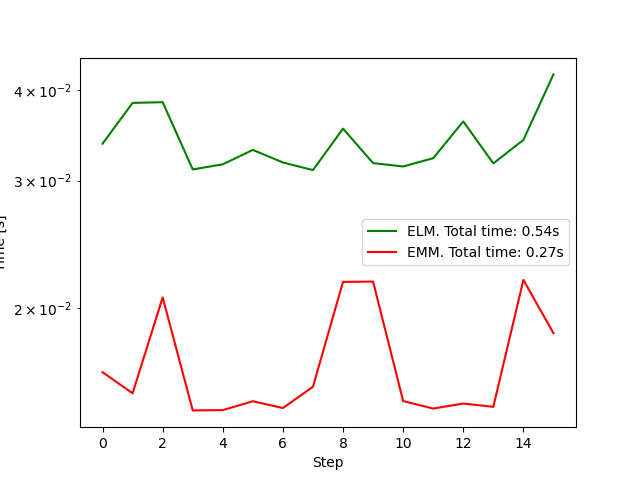 4 × 10⁻²
3 × 10⁻²
2 × 10⁻²
Time [s]
ELM. Total time: 0.54s
EMM. Total time: 0.27s
0 2 4 6 8 10 12 14
Step